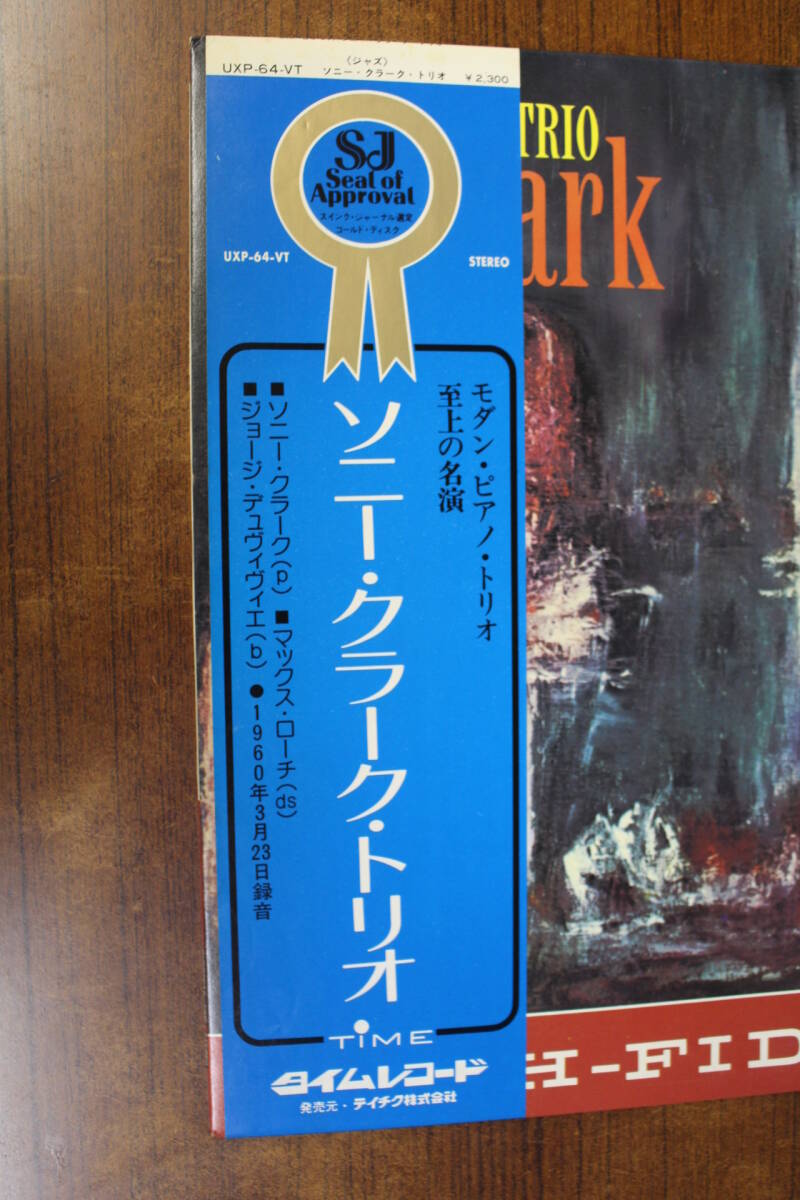 〈ジャズ〉
UXP-64-VT ソニー・クラーク・トリオ ¥2,300
SJ
Seal of
Approval
スイング・ジャーナル選定
ゴールド・ディスク
UXP-64-VT
STEREO
モダン・ピアノ・トリオ
至上の名演
ソニー・クラーク・トリオ
■ソニー・クラーク(p) ■マックス・ローチ(ds)
■ジョージ・デュヴィヴィエ(b) ●1960年3月23日録音
TIME
タイムレコード
発売元・テイチク株式会社
TRIO
ark
H-FID